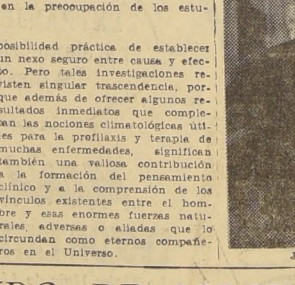 en la preocupación de los estu-
posibilidad práctica de establecer
un nexo seguro entre causa y efec-
to. Pero tales investigaciones re-
visten singular trascendencia, por-
que además de ofrecer algunos re-
sultados inmediatos que comple-
tan las nociones climatológicas úti-
les para la profilaxis y terapia de
muchas enfermedades, significan
también una valiosa contribución
a la formación del pensamiento
clínico y a la comprensión de los
vínculos existentes entre el hom-
bre y esas enormes fuerzas natu-
rales, adversas o aliadas que lo
circundan como eternos compañe-
ros en el Universo.